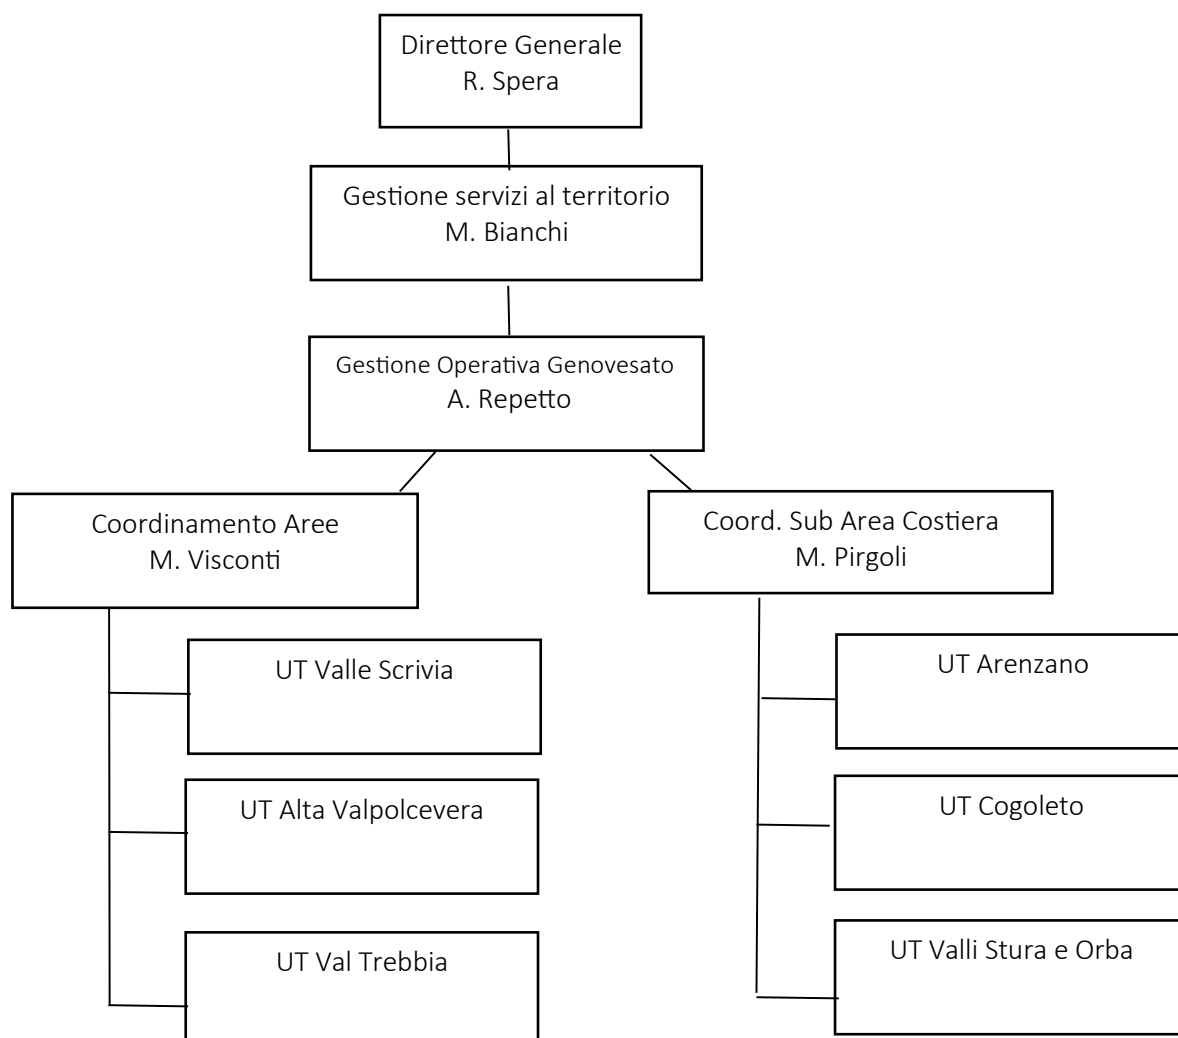 Direttore Generale
R. Spera
Gestione servizi al territorio
M. Bianchi
Gestione Operativa Genovesato
A. Repetto
Coordinamento Aree
M. Visconti
Coord. Sub Area Costiera
M. Pirgoli
UT Valle Scrivia
UT Alta Valpolcevera
UT Val Trebbia
UT Arenzano
UT Cogoleto
UT Valli Stura e Orba